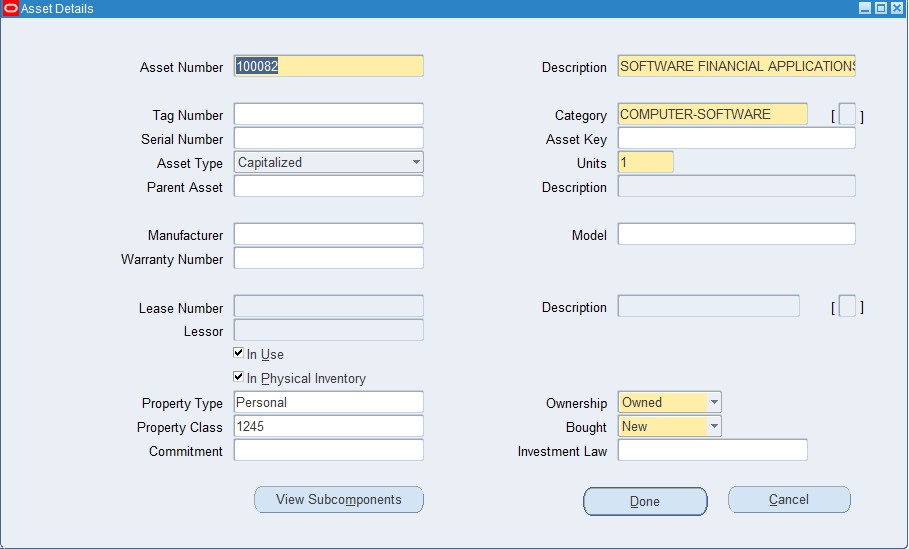 Asset Details
Asset Number 100082 Description SOFTWARE FINANCIAL APPLICATIONS
Tag Number Category COMPUTER-SOFTWARE [ ]
Serial Number Asset Key
Asset Type Capitalized Units 1
Parent Asset Description
Manufacturer Model
Warranty Number
Lease Number Description [ ]
Lessor
In Use
In Physical Inventory
Property Type Personal Ownership Owned
Property Class 1245 Bought New
Commitment Investment Law
View Subcomponents Done Cancel